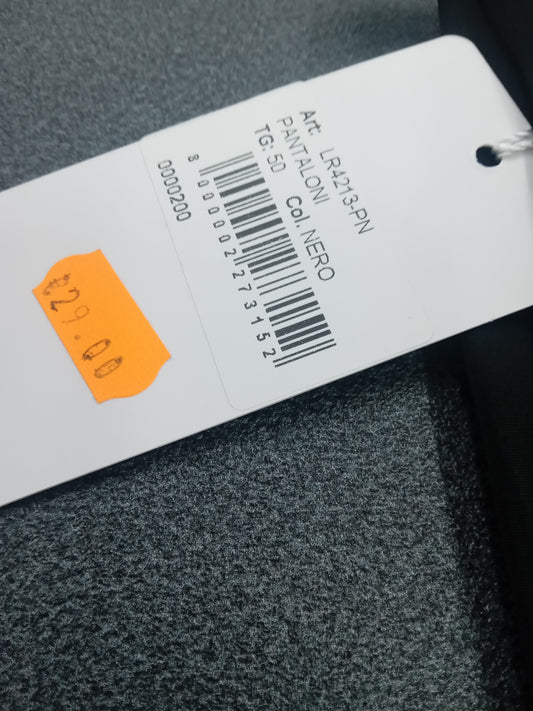 Art: LR4213-PN
PANTALONI
TG: 50 Col. NERO
8 000002 273152
0000200
€29.00